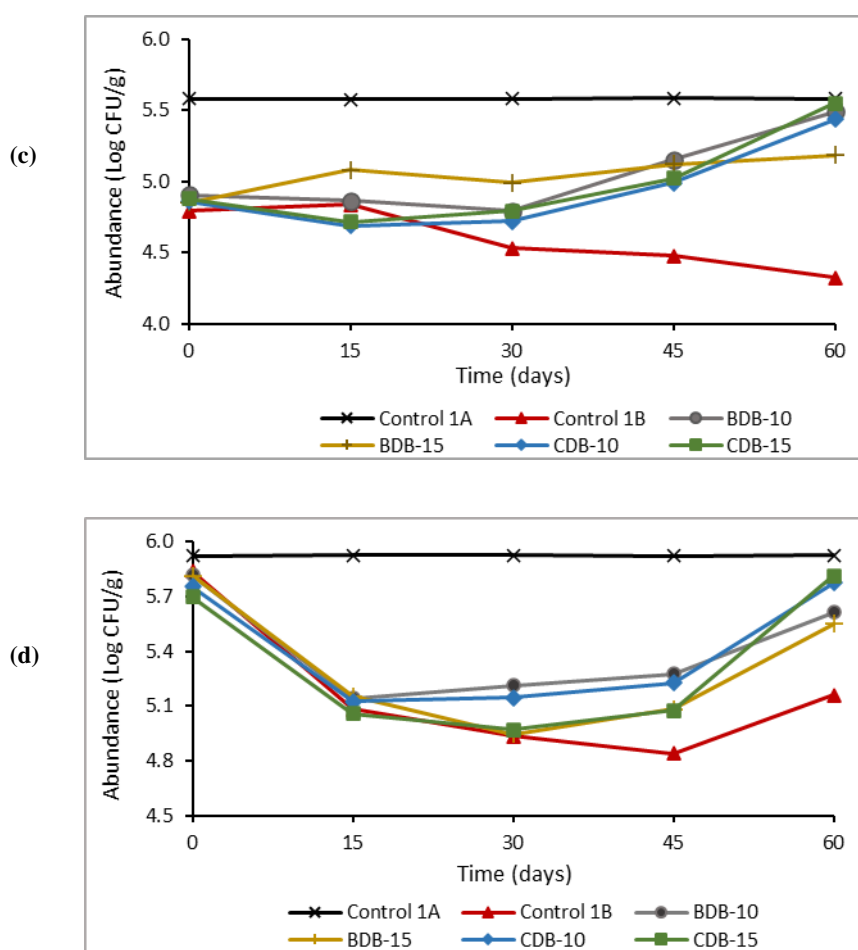 (c)
Abundance (Log CFU/g)
6.0
5.5
5.0
4.5
4.0
0 15 30 45 60
Time (days)
Control 1A Control 1B BDB-10
BDB-15 CDB-10 CDB-15
(d)
Abundance (Log CFU/g)
6.0
5.7
5.4
5.1
4.8
4.5
0 15 30 45 60
Time (days)
Control 1A Control 1B BDB-10
BDB-15 CDB-10 CDB-15